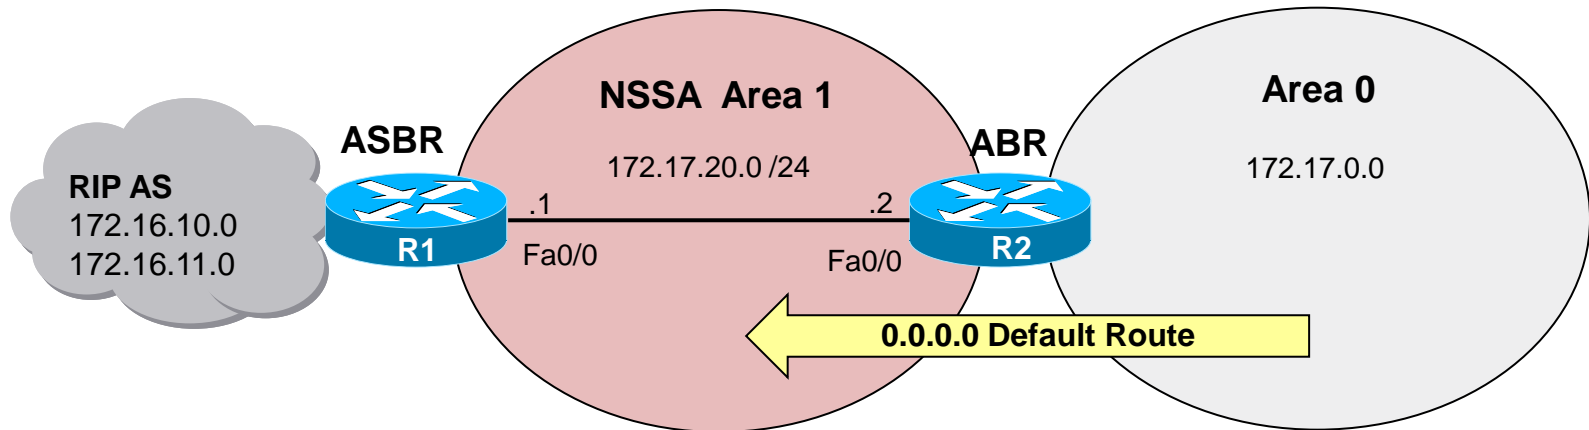 NSSA  Area 1
Area 0
ASBR
ABR
172.17.20.0 /24
172.17.0.0
RIP AS
172.16.10.0
172.16.11.0
.1
.2
R1
R2
Fa0/0
Fa0/0
0.0.0.0 Default Route